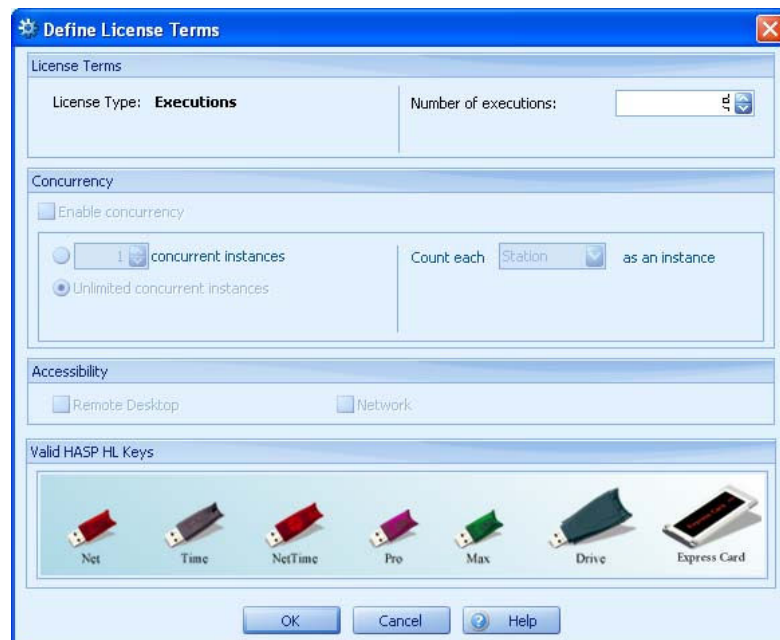 Define License Terms
License Terms
License Type: Executions
Number of executions:
Concurrency
Enable concurrency
1 concurrent instances
Count each Station as an instance
Unlimited concurrent instances
Accessibility
Remote Desktop
Network
Valid HASP HL Keys
Net Time NetTime Pro Max Drive Express Card
OK Cancel Help